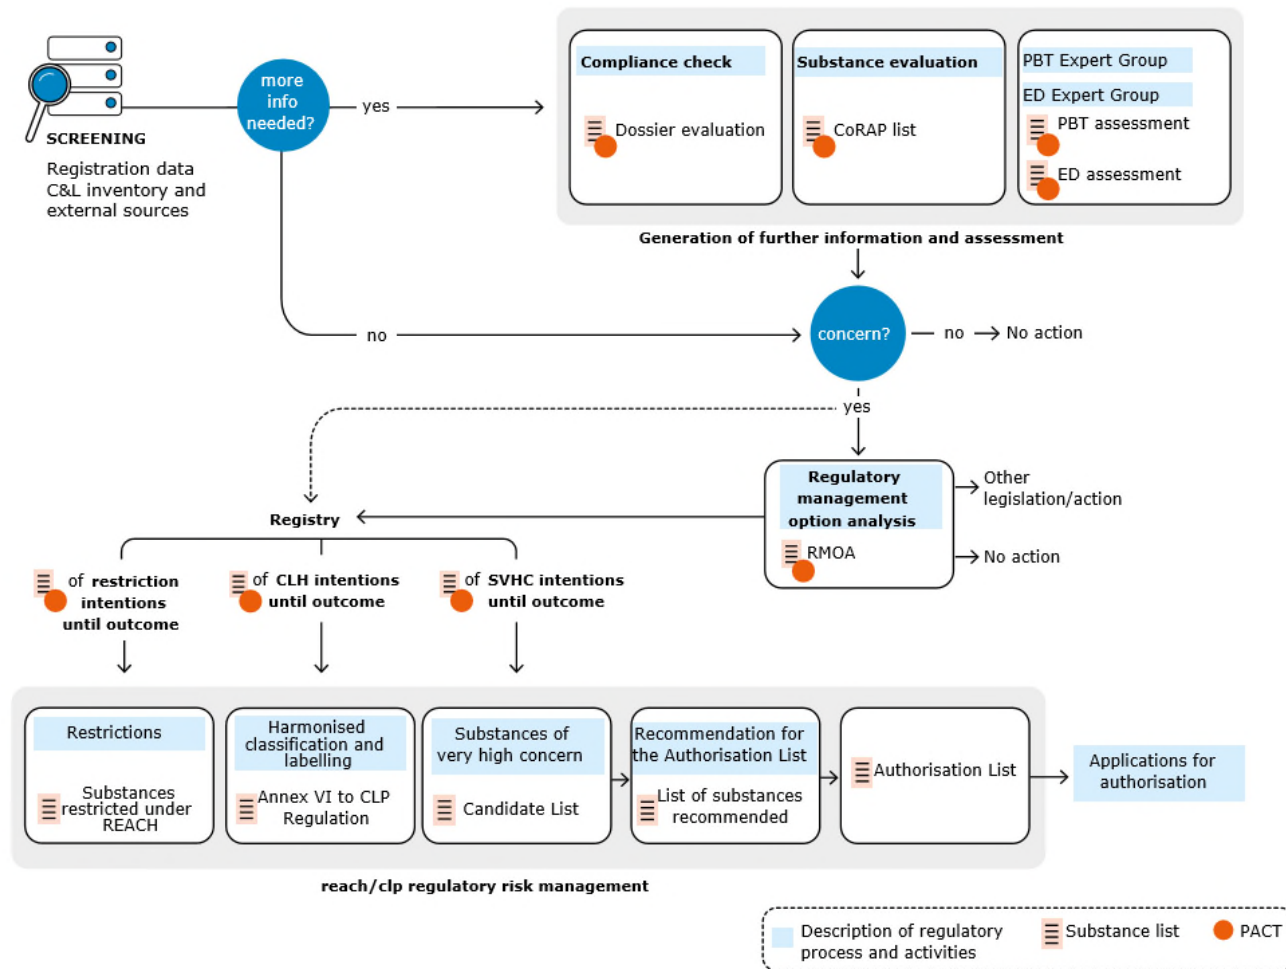 SCREENING
Registration data
C&L inventory and
external sources
more
info
needed?
yes
no
Compliance check
Dossier evaluation
Substance evaluation
CoRAP list
PBT Expert Group
ED Expert Group
PBT assessment
ED assessment
Generation of further information and assessment
concern?
no
No action
yes
Regulatory
management
option analysis
RMOA
Other
legislation/action
No action
Registry
of restriction
intentions
until outcome
of CLH intentions
until outcome
of SVHC intentions
until outcome
Restrictions
Substances
restricted under
REACH
Harmonised
classification and
labelling
Annex VI to CLP
Regulation
Substances of
very high concern
Candidate List
Recommendation for
the Authorisation List
List of substances
recommended
Authorisation List
Applications for
authorisation
reach/clp regulatory risk management
Description of regulatory
process and activities
Substance list
PACT